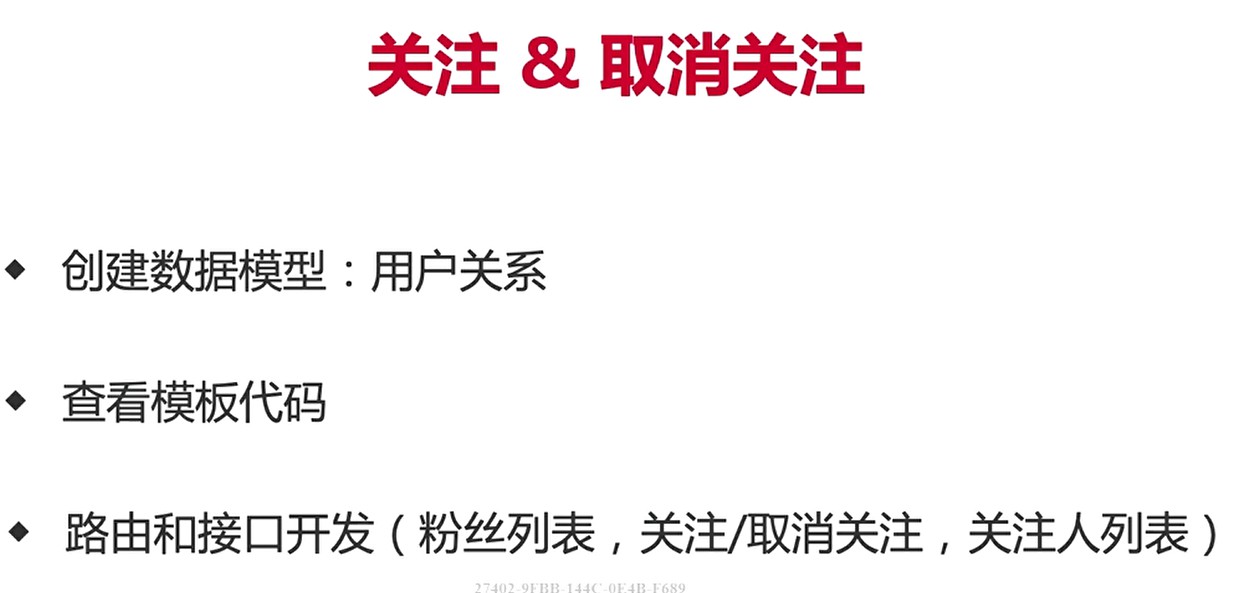 关注 & 取消关注
◆ 创建数据模型：用户关系
◆ 查看模板代码
◆ 路由和接口开发（粉丝列表，关注/取消关注，关注人列表）
27402-9FBB-144C-0E4B-F689